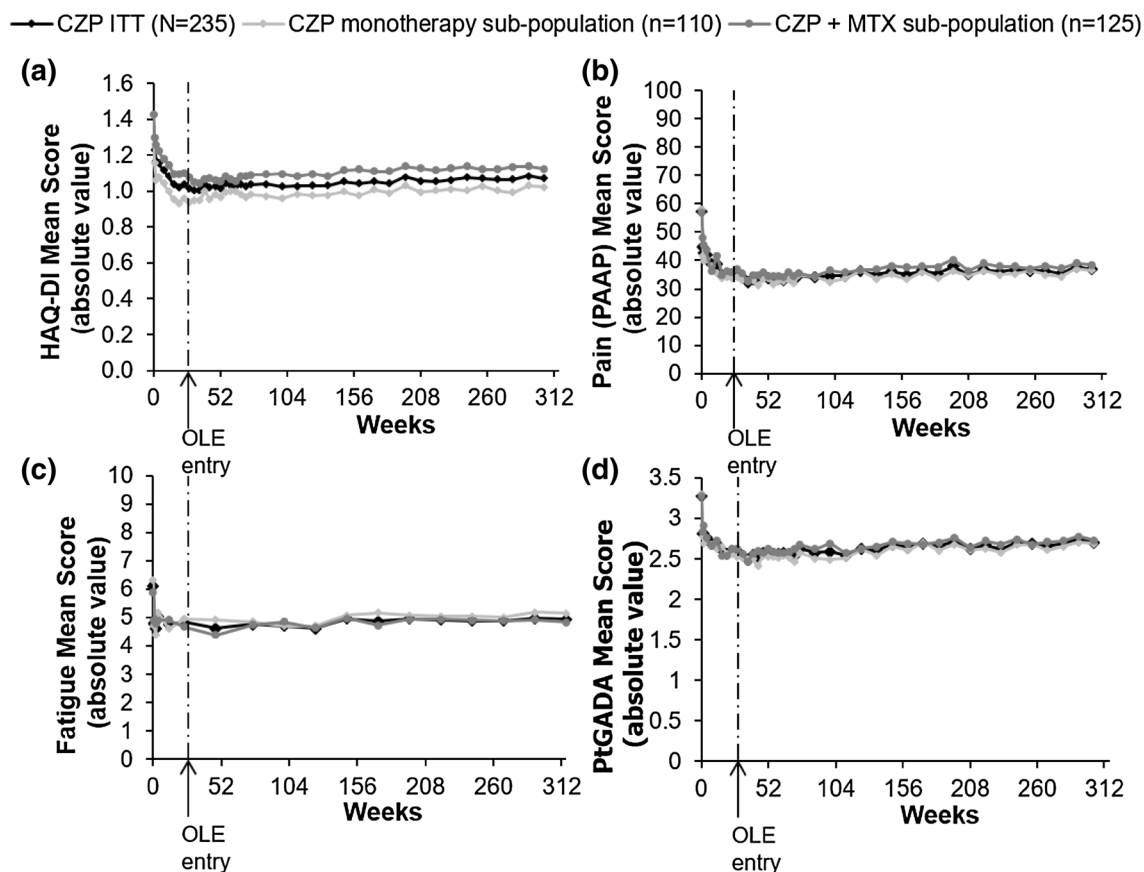 CZP ITT (N=235) CZP monotherapy sub-population (n=110) CZP + MTX sub-population (n=125)
(a)
HAQ-DI Mean Score
(absolute value)
1.6
1.4
1.2
1.0
0.8
0.6
0.4
0.2
0.0
0 52 104 156 208 260 312
Weeks
OLE
entry
(b)
Pain (PAAP) Mean Score
(absolute value)
100
90
80
70
60
50
40
30
20
10
0
0 52 104 156 208 260 312
Weeks
OLE
entry
(c)
Fatigue Mean Score
(absolute value)
10
9
8
7
6
5
4
3
2
1
0
0 52 104 156 208 260 312
Weeks
OLE
entry
(d)
PtGADA Mean Score
(absolute value)
3.5
3
2.5
2
1.5
1
0.5
0
0 52 104 156 208 260 312
Weeks
OLE
entry